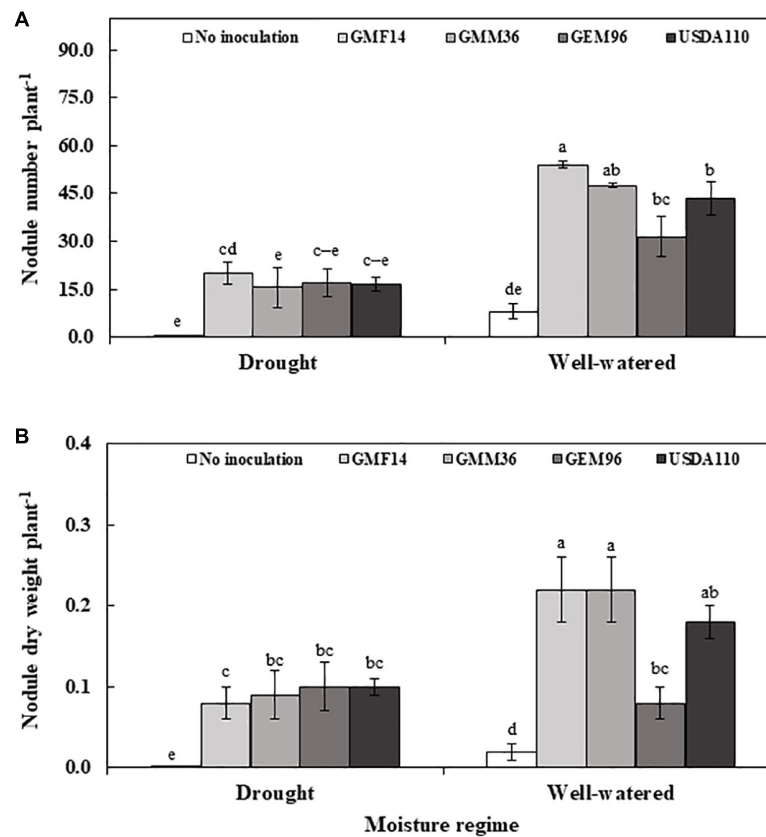 A
Nodule number plant⁻¹
90.0
75.0
60.0
45.0
30.0
15.0
0.0
No inoculation GMF14 GMM36 GEM96 USDA110
e cd e c–e c–e de a ab bc b
Drought Well-watered
B
Nodule dry weight plant⁻¹
0.4
0.3
0.2
0.1
0.0
No inoculation GMF14 GMM36 GEM96 USDA110
e c bc bc bc d a a bc ab
Drought Well-watered
Moisture regime